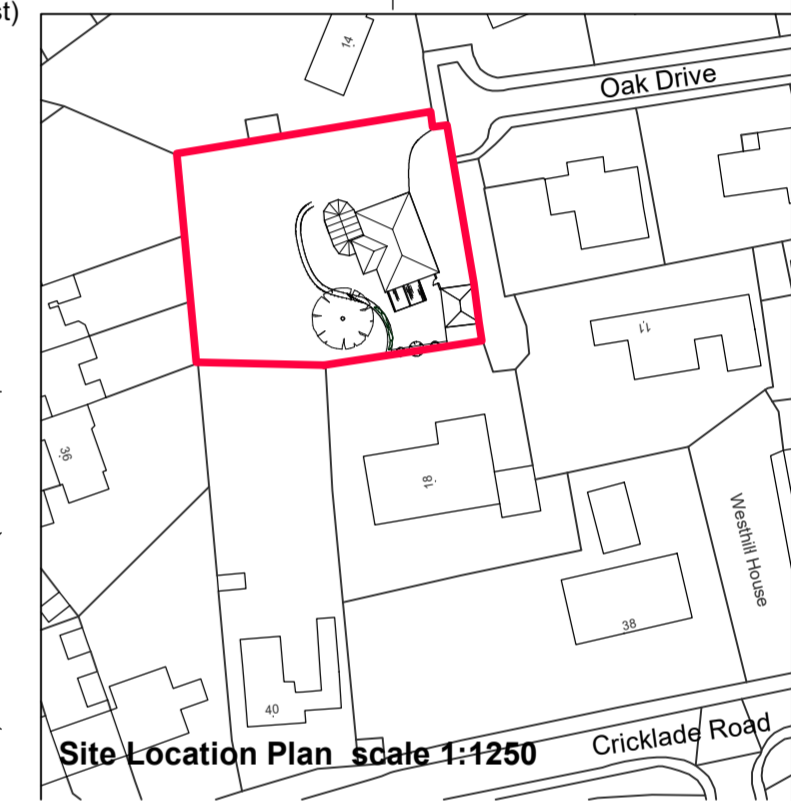 st)
14
Oak Drive
11
36
18
Westhill House
38
40
Cricklade Road
Site Location Plan scale 1:1250